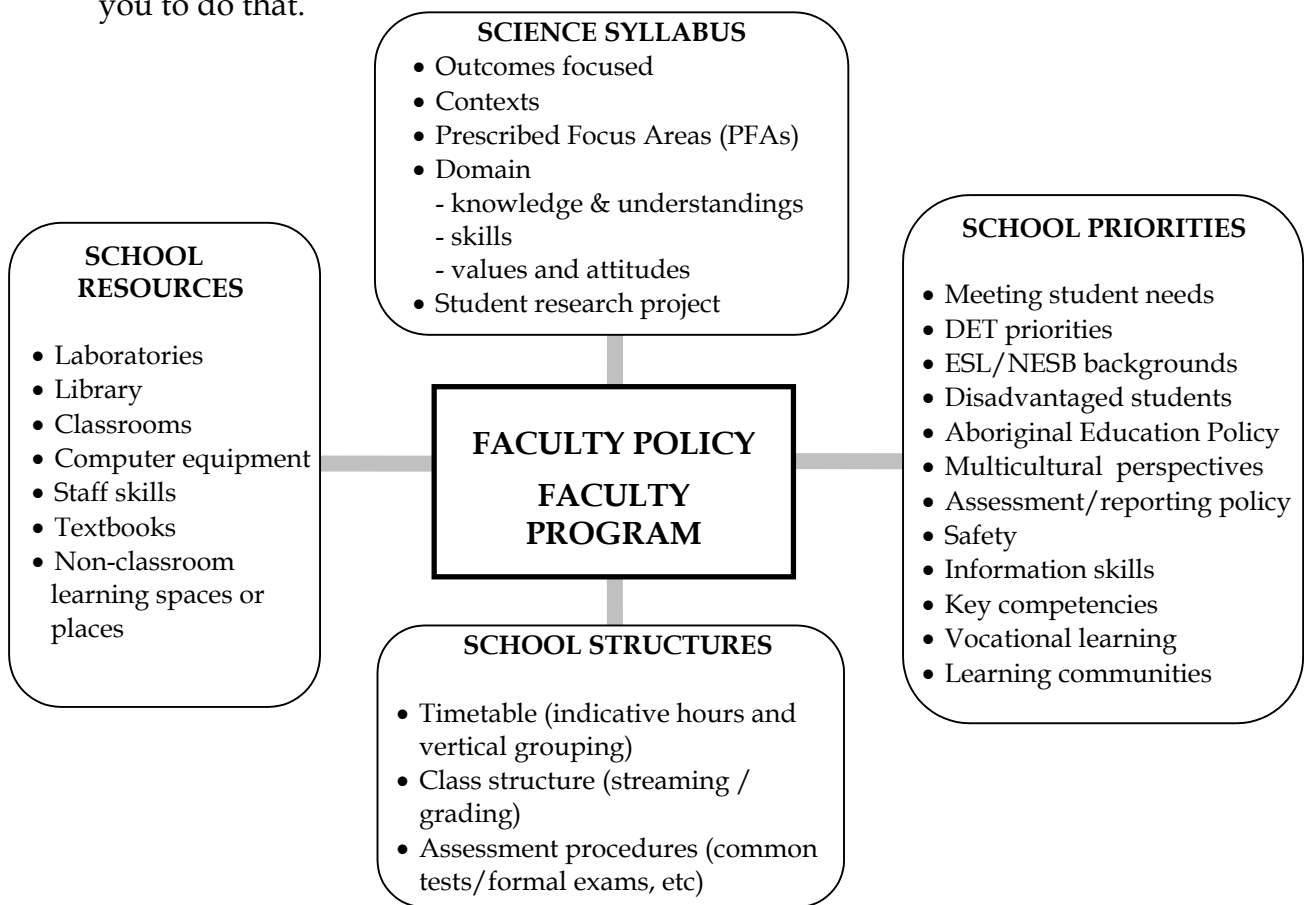 you to do that.
SCIENCE SYLLABUS
• Outcomes focused
• Contexts
• Prescribed Focus Areas (PFAs)
• Domain
- knowledge & understandings
- skills
- values and attitudes
• Student research project
SCHOOL
RESOURCES
• Laboratories
• Library
• Classrooms
• Computer equipment
• Staff skills
• Textbooks
• Non-classroom
learning spaces or
places
FACULTY POLICY
FACULTY
PROGRAM
SCHOOL PRIORITIES
• Meeting student needs
• DET priorities
• ESL/NESB backgrounds
• Disadvantaged students
• Aboriginal Education Policy
• Multicultural perspectives
• Assessment/reporting policy
• Safety
• Information skills
• Key competencies
• Vocational learning
• Learning communities
SCHOOL STRUCTURES
• Timetable (indicative hours and
vertical grouping)
• Class structure (streaming /
grading)
• Assessment procedures (common
tests/formal exams, etc)